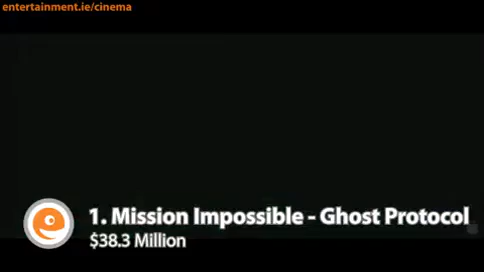 entertainment.ie/cinema
1. Mission Impossible - Ghost Protocol
$38.3 Million